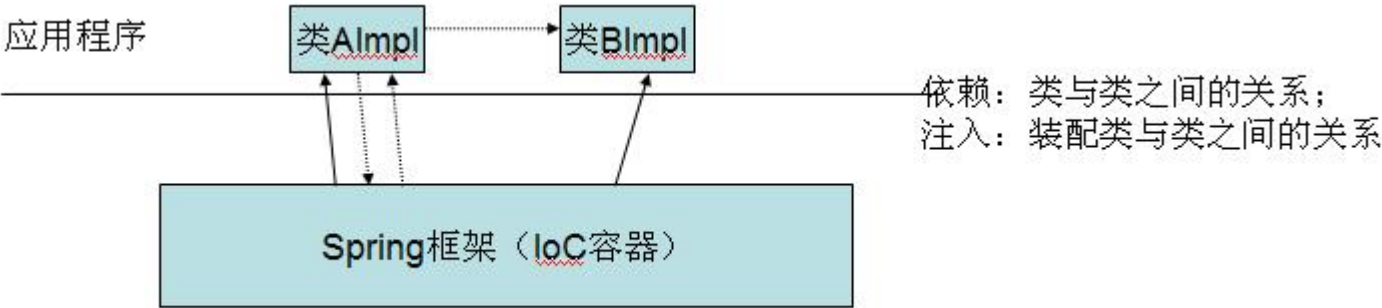 应用程序
类AImpl
类BImpl
依赖：类与类之间的关系；
注入：装配类与类之间的关系
Spring框架（IoC容器）